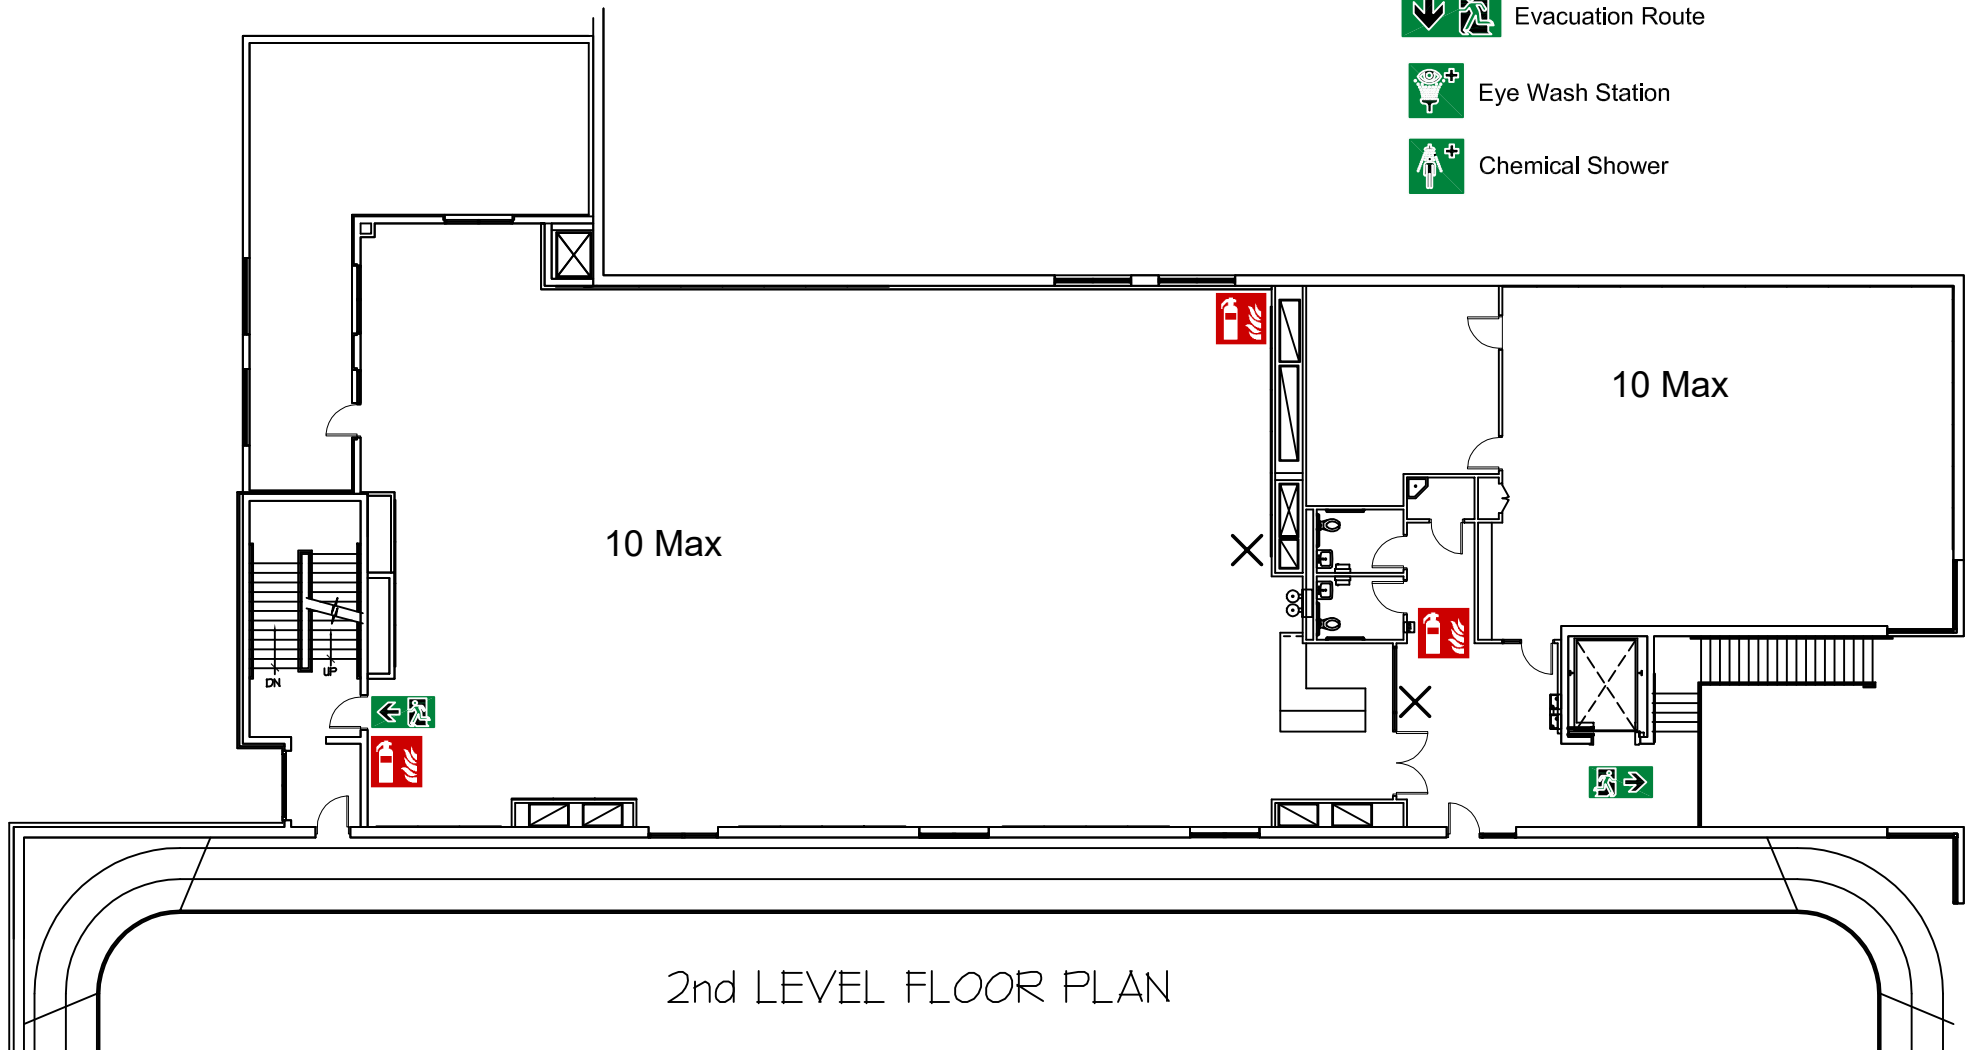 Evacuation Route
Eye Wash Station
Chemical Shower
10 Max
10 Max
DN
UP
2nd LEVEL FLOOR PLAN